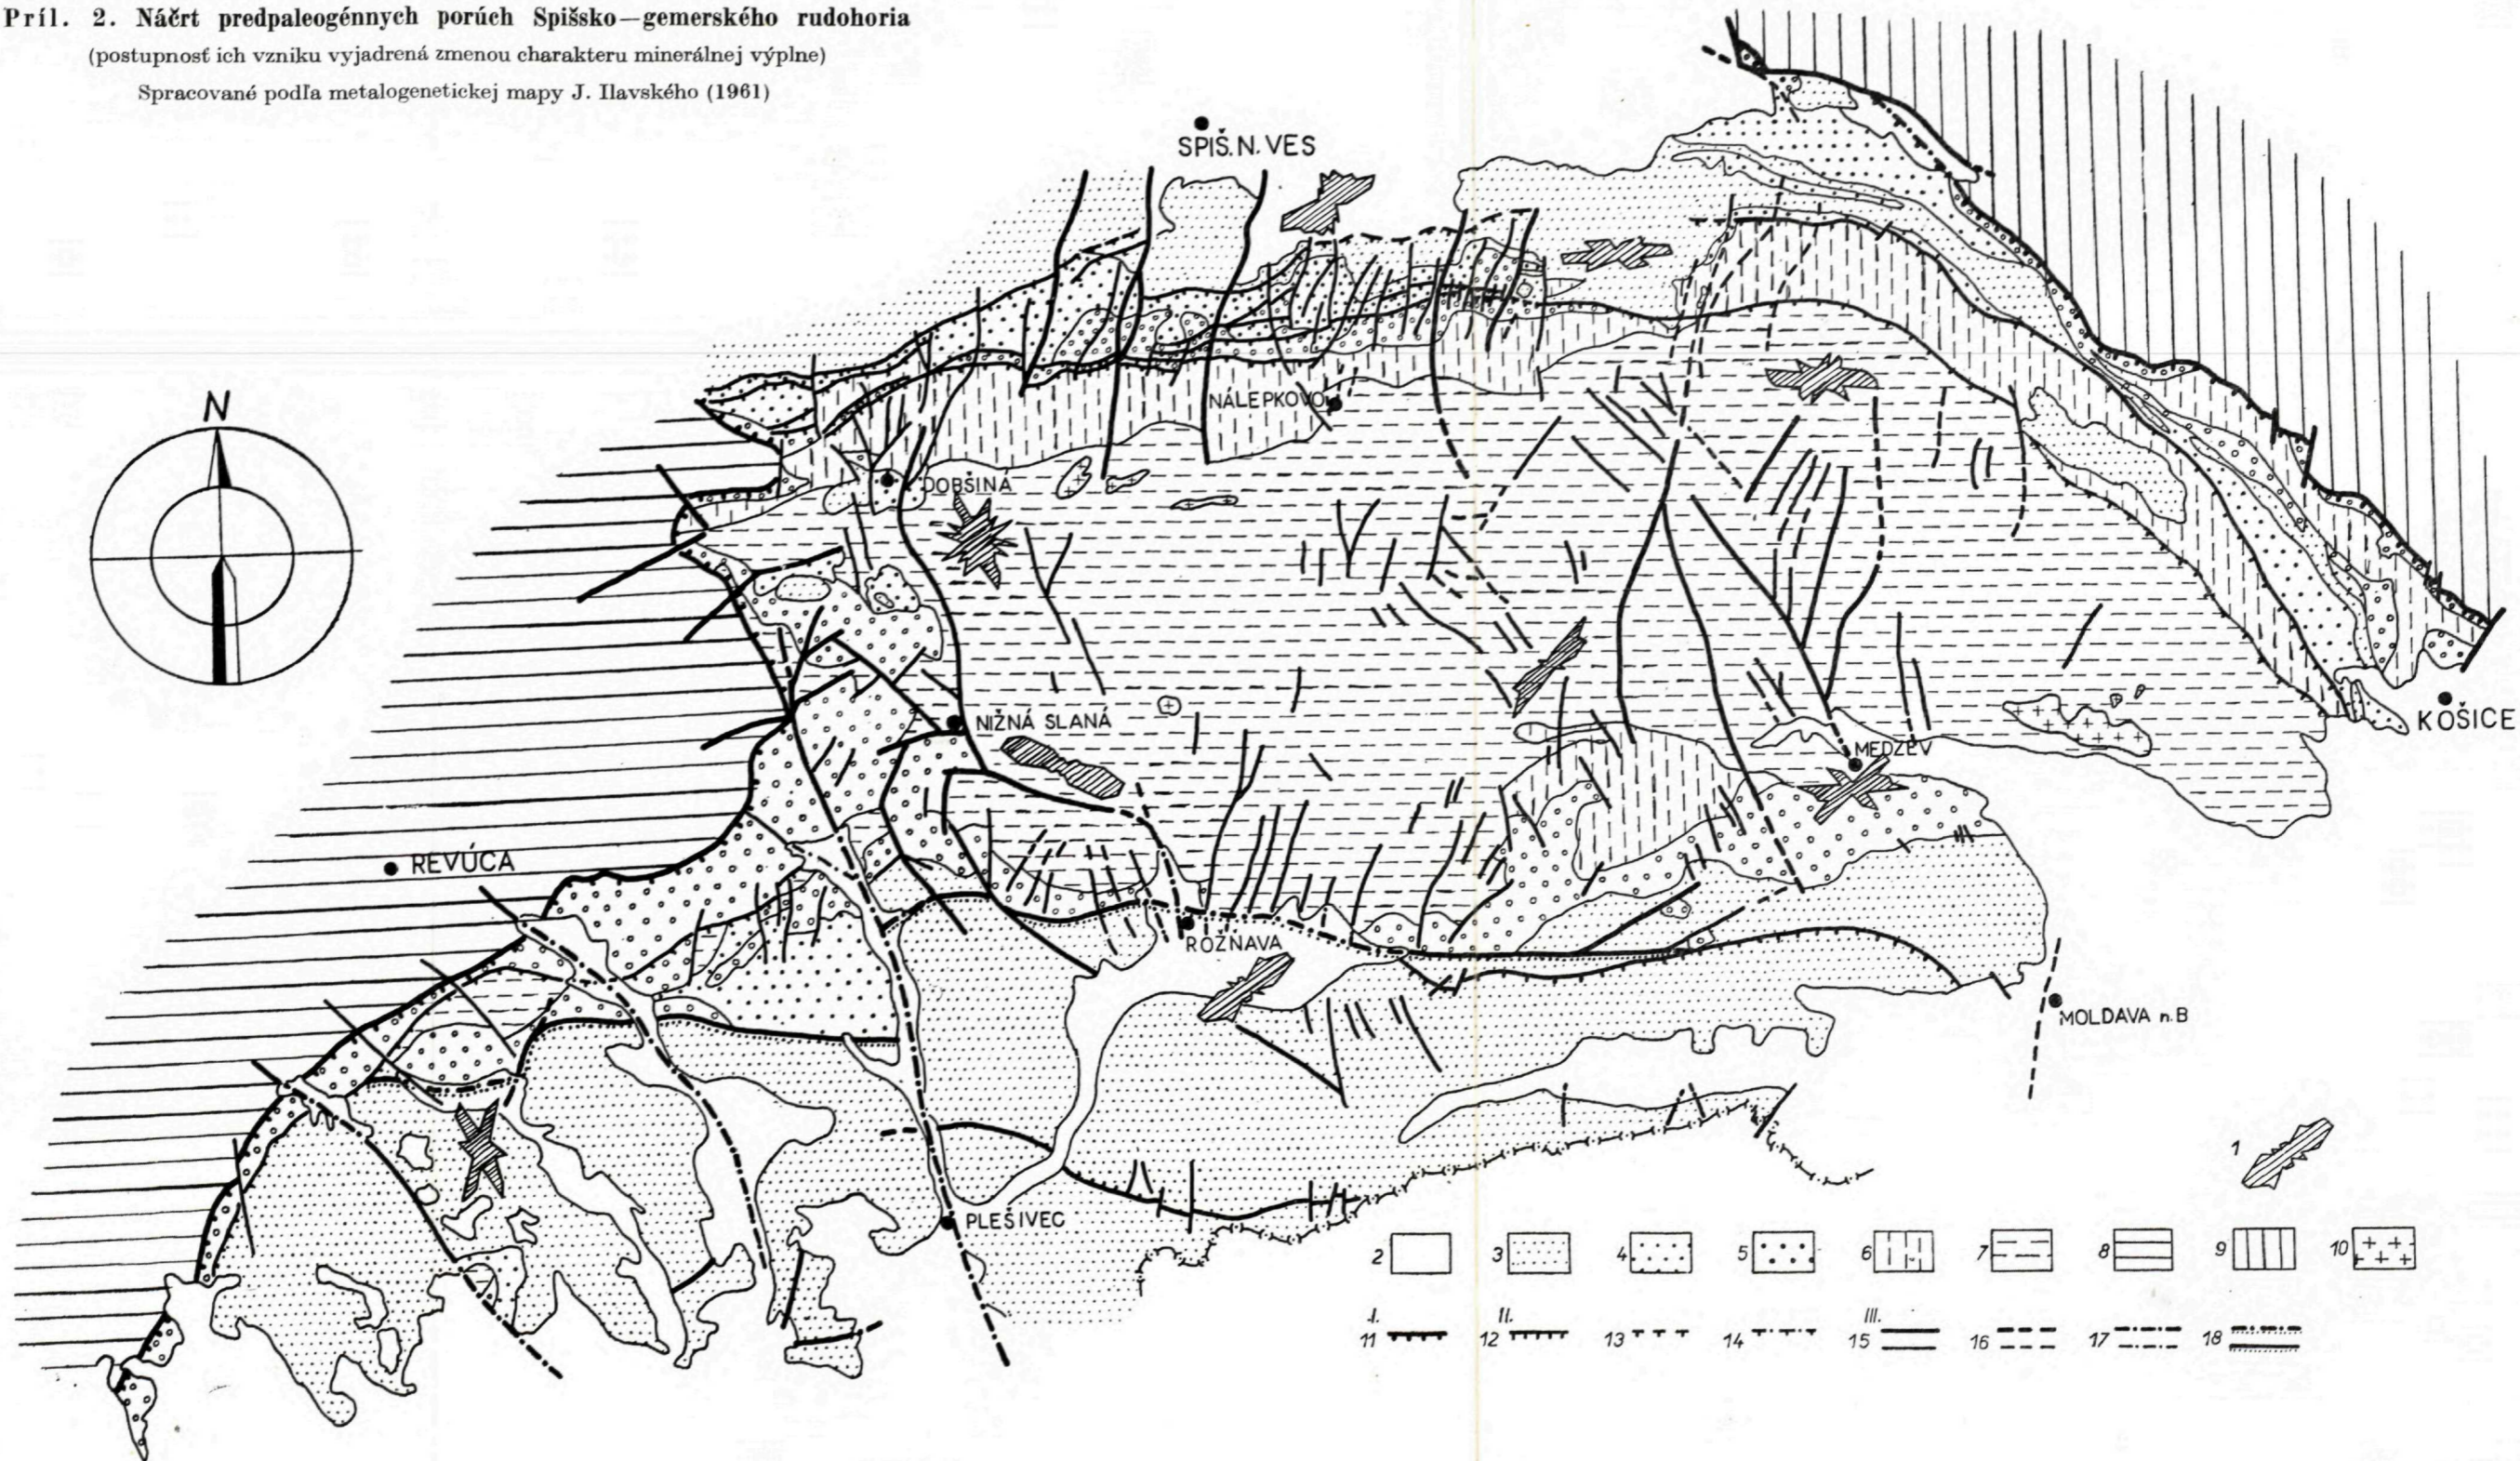 Príl. 2. Náčrt predpaleogénnych porúch Spišsko—gemerského rudohoria
(postupnosť ich vzniku vyjadrená zmenou charakteru minerálnej výplne)
Spracované podľa metalogenetickej mapy J. Ilavského (1961)
SPIŠ. N. VES
N
NÁLEPKOVO
DOBŠINÁ
NIŽNÁ SLANÁ
KOŠICE
MEDZEV
REVÚCA
ROŽŇAVA
MOLDAVA n. B
PLEŠIVEC
1
2 3 4 5 6 7 8 9 10
I. II. III.
11 12 13 14 15 16 17 18